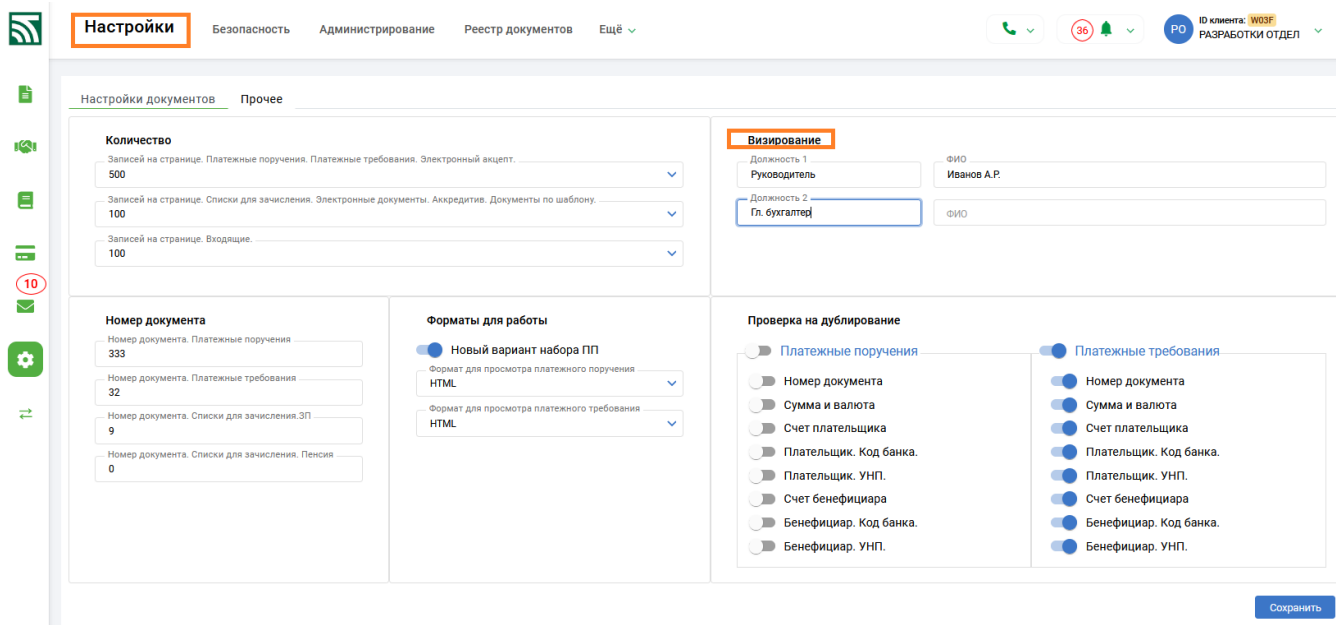 Настройки
Безопасность
Администрирование
Реестр документов
Ещё
36
РО
ID клиента: W03F
РАЗРАБОТКИ ОТДЕЛ
10
Настройки документов
Прочее
Количество
Записей на странице. Платежные поручения. Платежные требования. Электронный акцепт.
500
Записей на странице. Списки для зачисления. Электронные документы. Аккредитив. Документы по шаблону.
100
Записей на странице. Входящие.
100
Визирование
Должность 1
Руководитель
ФИО
Иванов А.Р.
Должность 2
Гл. бухгалтер
ФИО
Номер документа
Номер документа. Платежные поручения
333
Номер документа. Платежные требования
32
Номер документа. Списки для зачисления.ЗП
9
Номер документа. Списки для зачисления. Пенсия
0
Форматы для работы
Новый вариант набора ПП
Формат для просмотра платежного поручения
HTML
Формат для просмотра платежного требования
HTML
Проверка на дублирование
Платежные поручения
Номер документа
Сумма и валюта
Счет плательщика
Плательщик. Код банка.
Плательщик. УНП.
Счет бенефициара
Бенефициар. Код банка.
Бенефициар. УНП.
Платежные требования
Номер документа
Сумма и валюта
Счет плательщика
Плательщик. Код банка.
Плательщик. УНП.
Счет бенефициара
Бенефициар. Код банка.
Бенефициар. УНП.
Сохранить